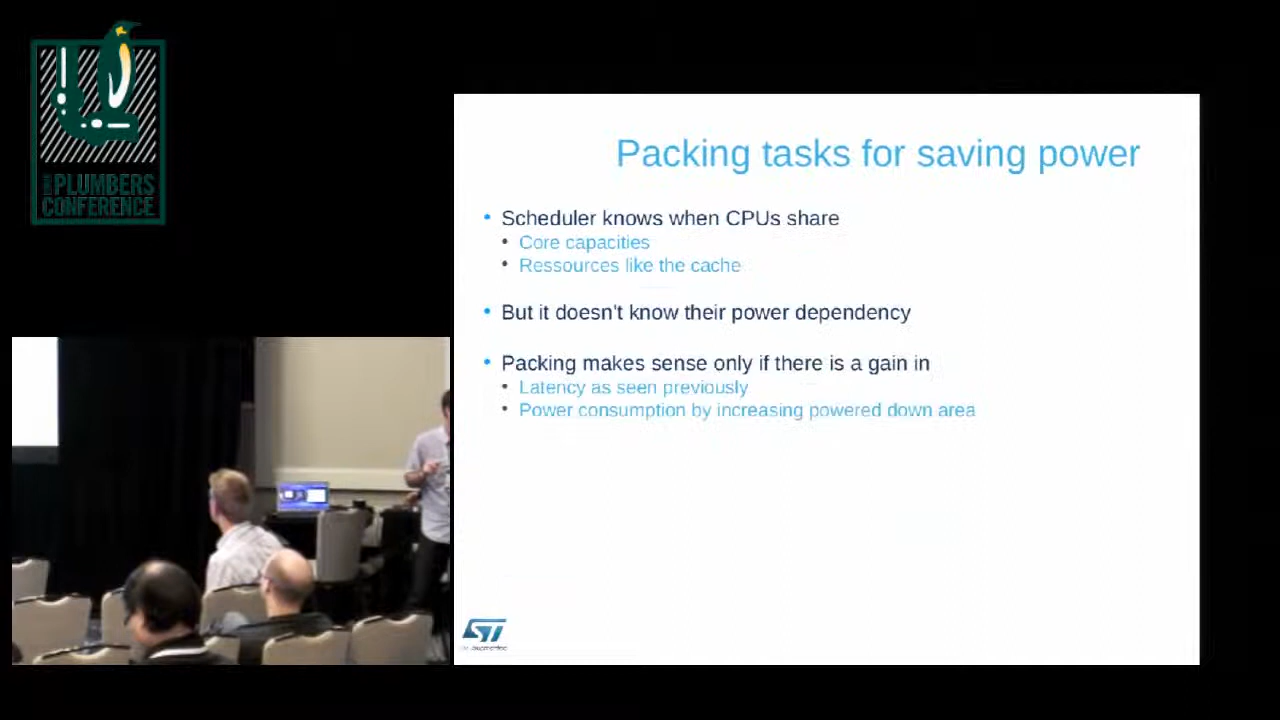 PLUMBERS
CONFERENCE
Packing tasks for saving power
• Scheduler knows when CPUs share
• Core capacities
• Ressources like the cache
• But it doesn't know their power dependency
• Packing makes sense only if there is a gain in
• Latency as seen previously
• Power consumption by increasing powered down area
ST